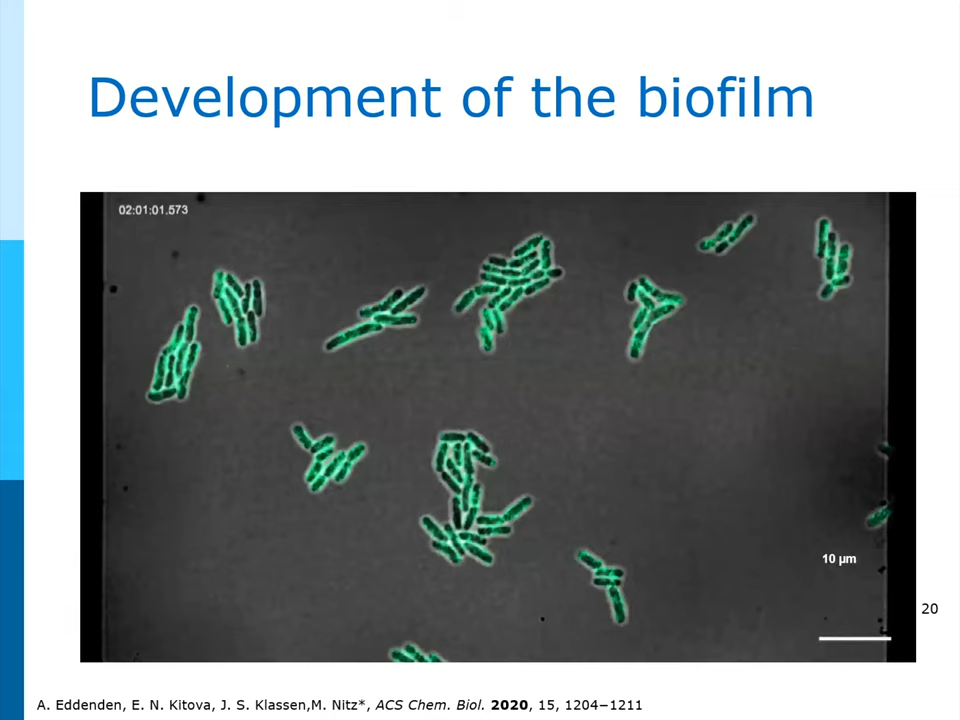 Development of the biofilm
02:01:01.573
10 µm
20
A. Eddenden, E. N. Kitova, J. S. Klassen,M. Nitz*, ACS Chem. Biol. 2020, 15, 1204−1211